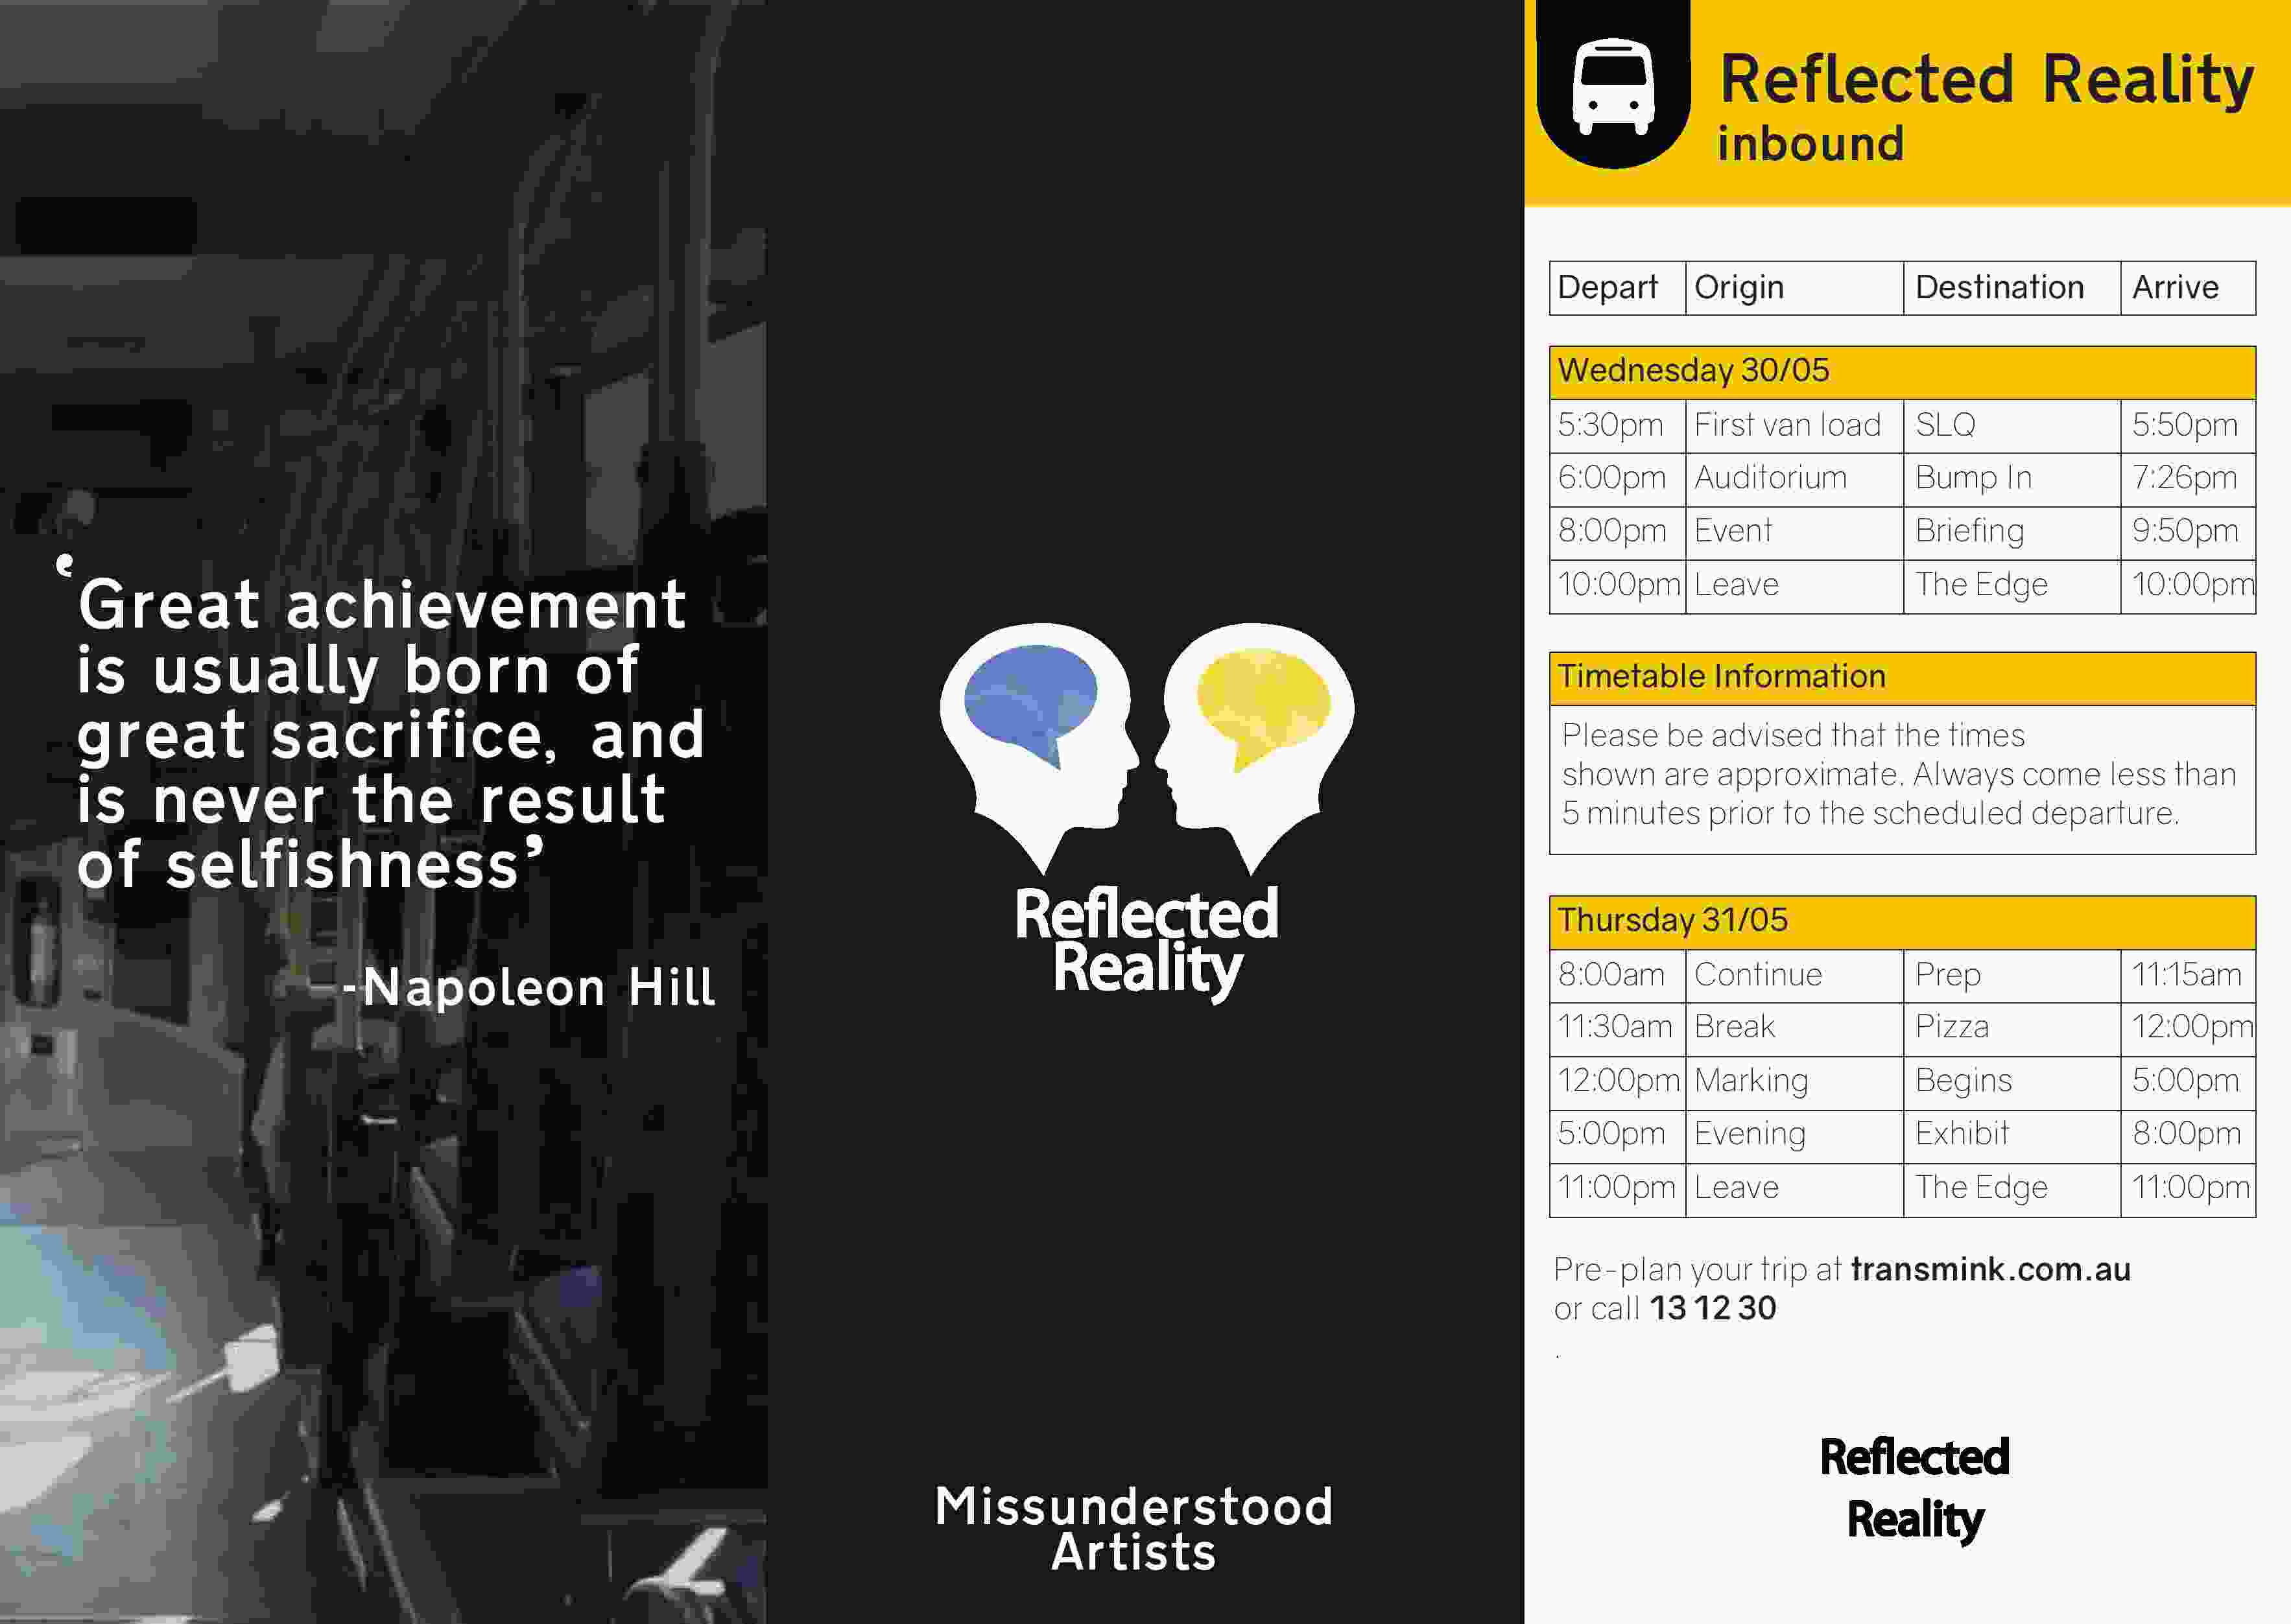 ‘Great achievement
is usually born of
great sacrifice, and
is never the result
of selfishness’
-Napoleon Hill
Reflected
Reality
Missunderstood
Artists
Reflected Reality
inbound
Depart Origin Destination Arrive
Wednesday 30/05
5:30pm First van load SLQ 5:50pm
6:00pm Auditorium Bump In 7:26pm
8:00pm Event Briefing 9:50pm
10:00pm Leave The Edge 10:00pm
Timetable Information
Please be advised that the times
shown are approximate. Always come less than
5 minutes prior to the scheduled departure.
Thursday 31/05
8:00am Continue Prep 11:15am
11:30am Break Pizza 12:00pm
12:00pm Marking Begins 5:00pm
5:00pm Evening Exhibit 8:00pm
11:00pm Leave The Edge 11:00pm
Pre-plan your trip at transmink.com.au
or call 13 12 30
.
Reflected
Reality